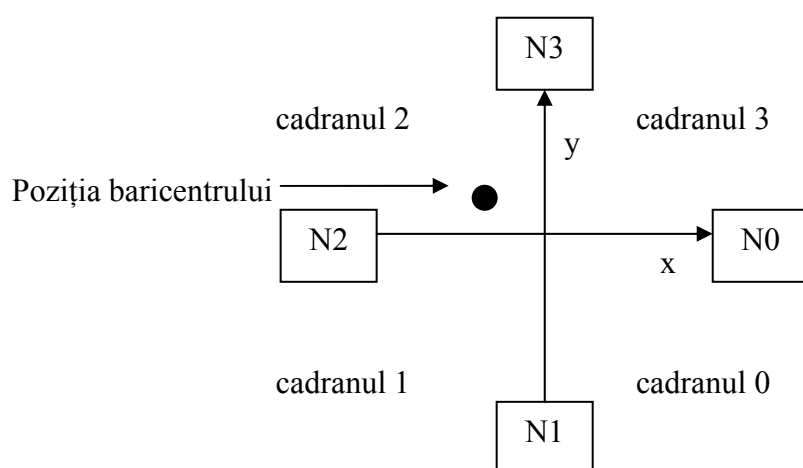 N3
cadranul 2
cadranul 3
y
Poziția baricentrului
N2
N0
x
cadranul 1
cadranul 0
N1